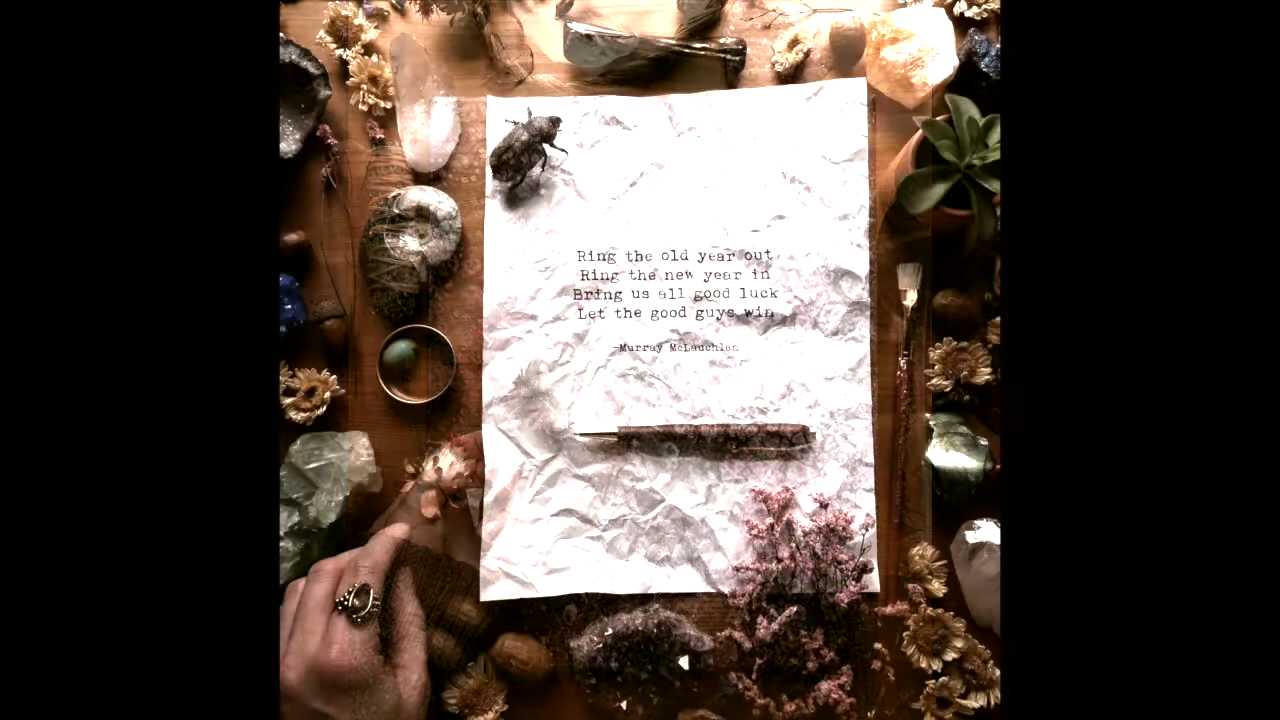 Ring the old year out
Ring the new year in
Bring us all good luck
Let the good guys win
-Murray McLauchlan